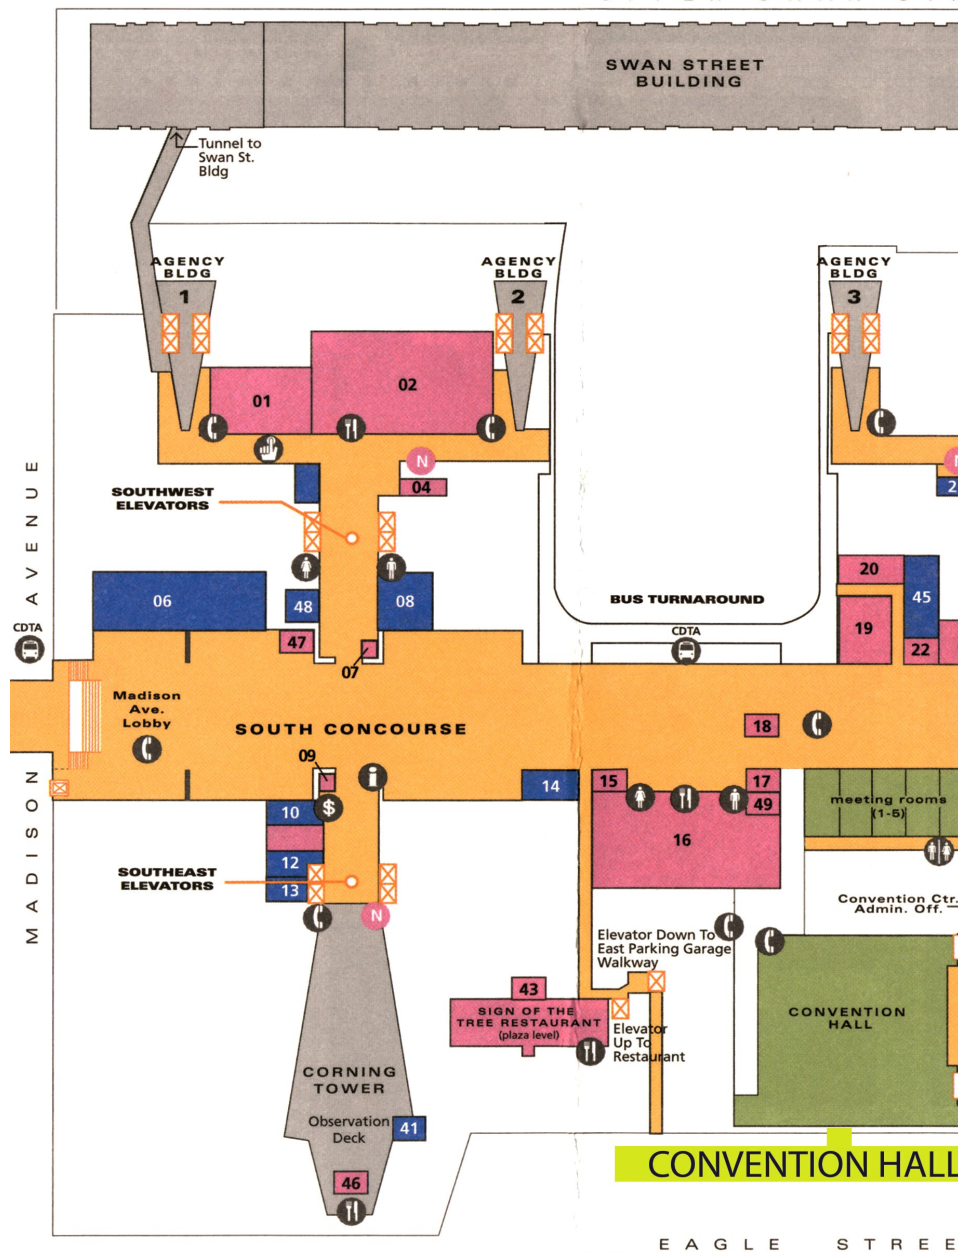 SWAN STREET
BUILDING
Tunnel to
Swan St.
Bldg
AGENCY
BLDG
1
AGENCY
BLDG
2
AGENCY
BLDG
3
01
02
N
04
N
2
SOUTHWEST
ELEVATORS
MADISON AVENUE
06
48
08
47
07
CDTA
BUS TURNAROUND
CDTA
20
45
19
22
Madison
Ave.
Lobby
SOUTH CONCOURSE
18
09
i
$
14
15
17
49
16
meeting rooms
(1-5)
10
12
13
SOUTHEAST
ELEVATORS
N
Convention Ctr.
Admin. Off.
Elevator Down To
East Parking Garage
Walkway
43
SIGN OF THE
TREE RESTAURANT
(plaza level)
Elevator
Up To
Restaurant
CONVENTION
HALL
CORNING
TOWER
Observation
Deck
41
46
CONVENTION HALL
EAGLE STREE